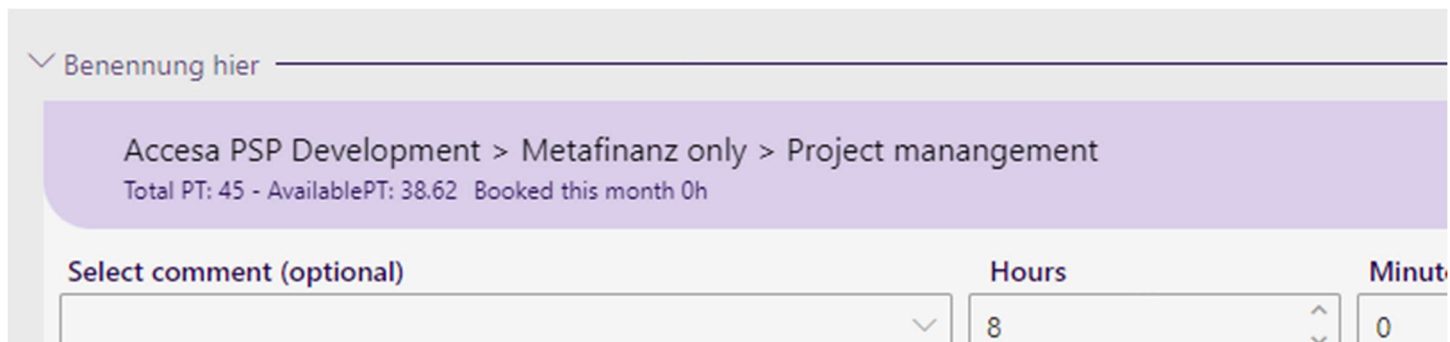 Benennung hier
Accesa PSP Development > Metafinanz only > Project manangement
Total PT: 45 - AvailablePT: 38.62 Booked this month 0h
Select comment (optional) Hours
8 0